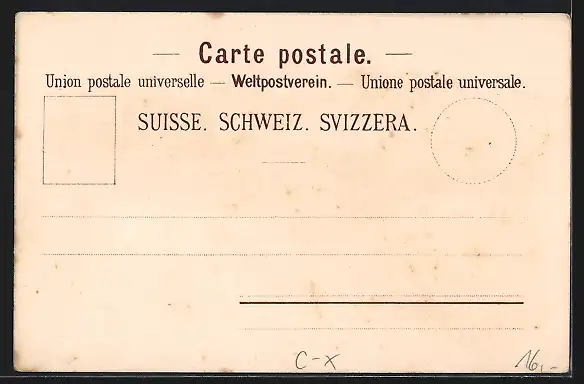 — Carte postale. —
Union postale universelle — Weltpostverein. — Unione postale universale.
SUISSE. SCHWEIZ. SVIZZERA.
C-X
16,-